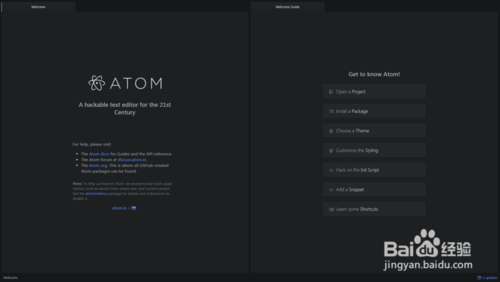 Welcome
Welcome Guide
ATOM
A hackable text editor for the 21st
Century
For help, please visit
The Atom docs for Guides and the API reference.
The Atom forum at discuss.atom.io.
The Atom org. This is where all GitHub-created
Atom packages can be found.
Get to know Atom!
Open a Project
Install a Package
Choose a Theme
Customize the Styling
Hack on the Init Script
Add a Snippet
Learn some Shortcuts
Welcome
Baidu 经验
jingyan.baidu.com